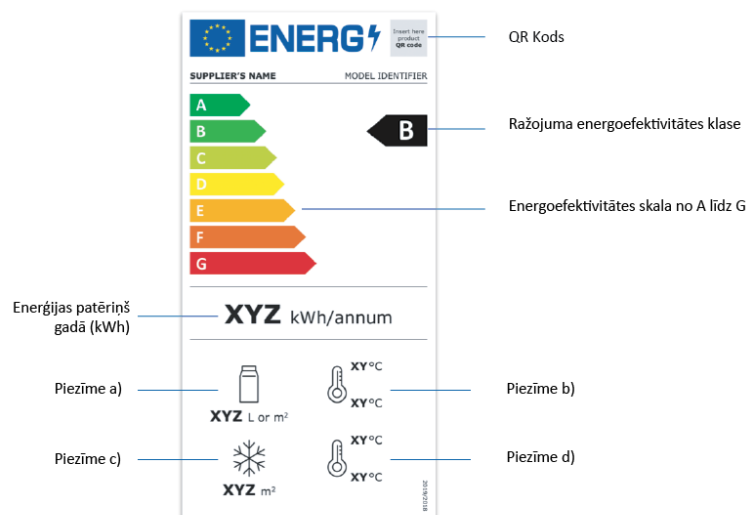 ENERG
Insert here
product
QR code
QR Kods
SUPPLIER'S NAME
MODEL IDENTIFIER
A
B
B
Ražojuma energoefektivitātes klase
C
D
E
Energoefektivitātes skala no A līdz G
F
G
Enerģijas patēriņš
gadā (kWh)
XYZ kWh/annum
XY°C
Piezīme a)
Piezīme b)
XY°C
XYZ L or m²
XY°C
Piezīme c)
Piezīme d)
XY°C
XYZ m²
2019/2018